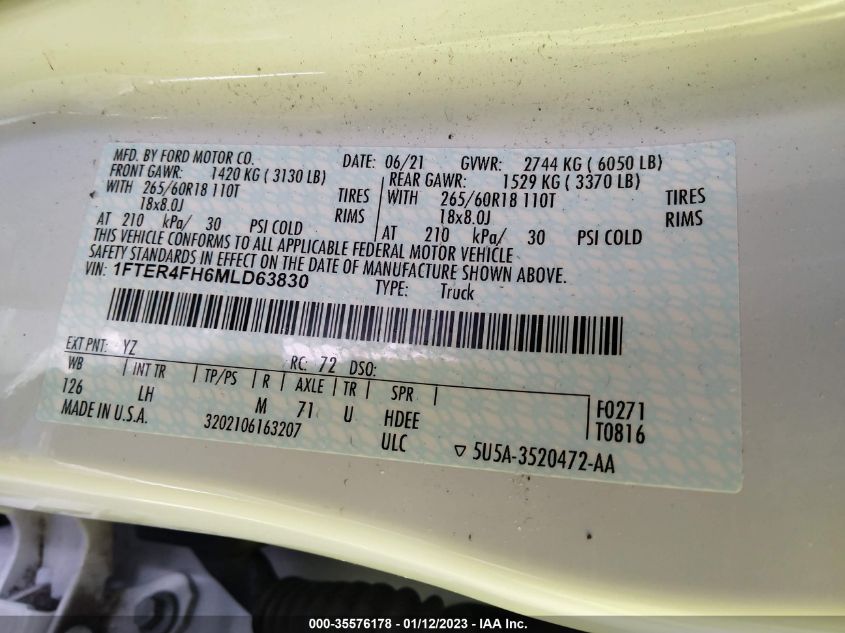 MFD. BY FORD MOTOR CO. DATE: 06/21 GVWR: 2744 KG ( 6050 LB)
FRONT GAWR: 1420 KG ( 3130 LB) REAR GAWR: 1529 KG ( 3370 LB)
WITH 265/60R18 110T TIRES WITH 265/60R18 110T TIRES
18x8.0J RIMS 18x8.0J RIMS
AT 210 kPa/ 30 PSI COLD AT 210 kPa/ 30 PSI COLD
THIS VEHICLE CONFORMS TO ALL APPLICABLE FEDERAL MOTOR VEHICLE
SAFETY STANDARDS IN EFFECT ON THE DATE OF MANUFACTURE SHOWN ABOVE.
VIN: 1FTER4FH6MLD63830 TYPE: Truck
EXT PNT: YZ RC: 72 DSO:
WB INT TR TP/PS R AXLE TR SPR
126 LH M 71 U HDEE F0271
MADE IN U.S.A. 3202106163207 ULC T0816
5U5A-3520472-AA
000-35576178 - 01/12/2023 - IAA Inc.